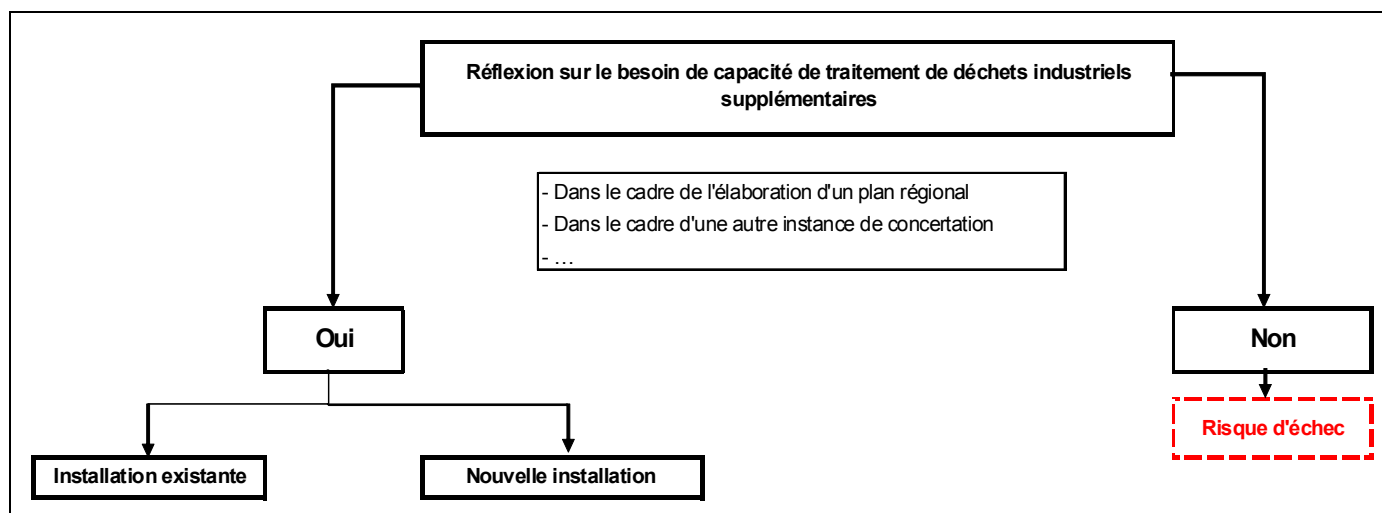 Réflexion sur le besoin de capacité de traitement de déchets industriels
supplémentaires
- Dans le cadre de l'élaboration d'un plan régional
- Dans le cadre d'une autre instance de concertation
- ...
Oui
Non
Risque d'échec
Installation existante
Nouvelle installation